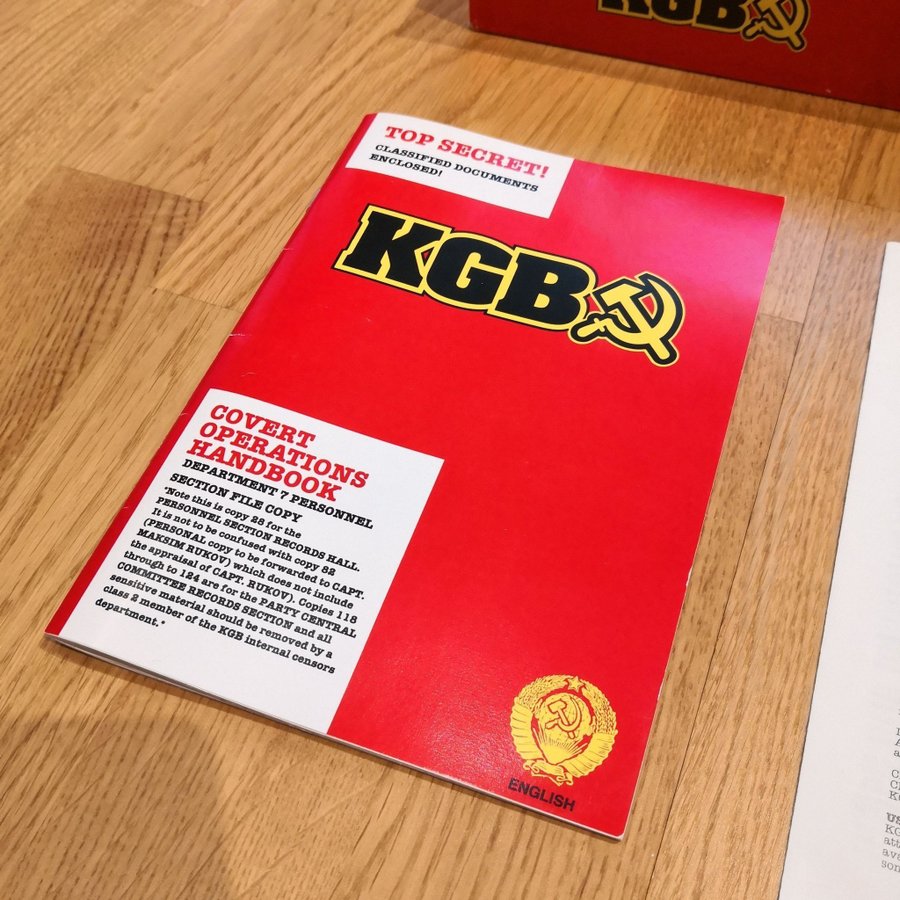 KGB
TOP SECRET!
CLASSIFIED DOCUMENTS
ENCLOSED!
KGB
COVERT
OPERATIONS
HANDBOOK
DEPARTMENT 7 PERSONNEL
SECTION FILE COPY
"Note this is copy 28 for the
PERSONNEL SECTION RECORDS HALL.
It is not to be confused with copy 82
(PERSONAL copy to be forwarded to CAPT.
MAKSIM RUKOV) which does not include
the appraisal of CAPT. RUKOV). Copies 118
through to 124 are for the PARTY CENTRAL
COMMITTEE RECORDS SECTION and all
sensitive material should be removed by a
class 2 member of the KGB internal censors
department."
ENGLISH